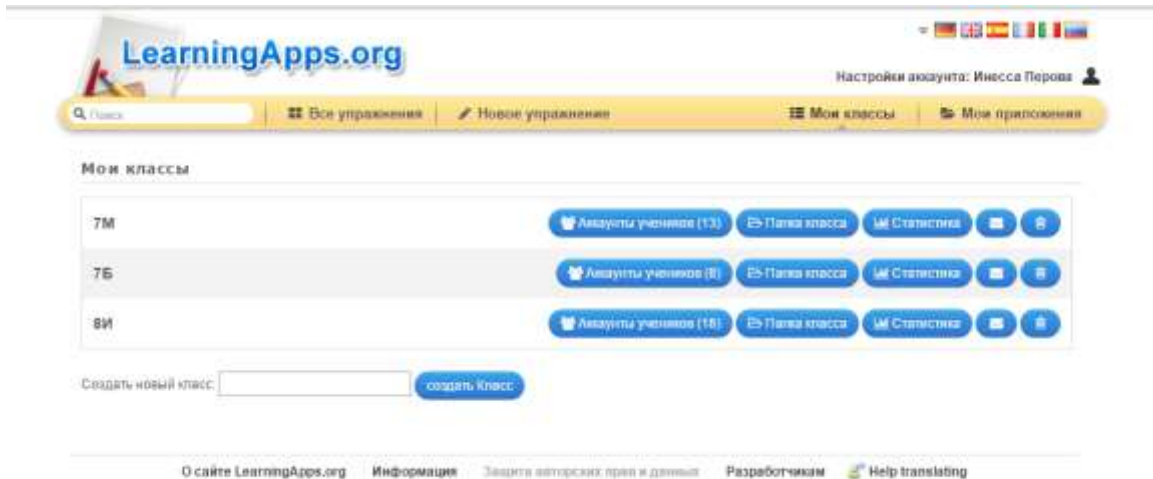 LearningApps.org
Настройки аккаунта: Инесса Перова
Поиск Все упражнения Новое упражнение Мои классы Мои приложения
Мои классы
7М Аккаунты учеников (13) Папка класса Статистика
7Б Аккаунты учеников (8) Папка класса Статистика
8И Аккаунты учеников (18) Папка класса Статистика
Создать новый класс: создать Класс
О сайте LearningApps.org Информация Защита авторских прав и данных Разработчикам Help translating